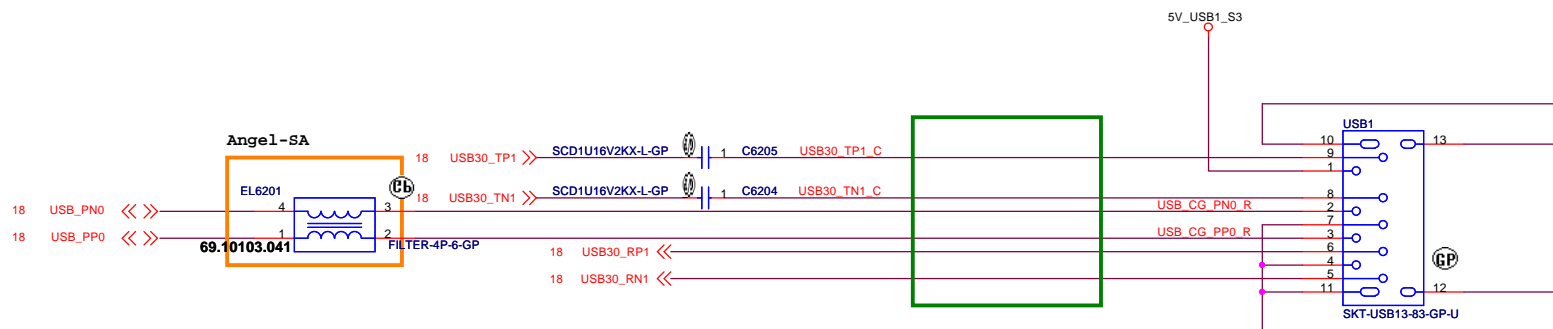 5V_USB1_S3
Angel-SA
USB1
10
13
18 USB30_TP1
SCD1U16V2KX-L-GP
1
C6205
USB30_TP1_C
9
1
EL6201
Cb
18 USB30_TN1
SCD1U16V2KX-L-GP
1
C6204
USB30_TN1_C
8
18 USB_PN0
4
3
USB_CG_PN0_R
2
7
18 USB_PP0
1
2
USB_CG_PP0_R
3
69.10103.041
FILTER-4P-6-GP
18 USB30_RP1
6
4
GP
18 USB30_RN1
5
11
12
SKT-USB13-83-GP-U